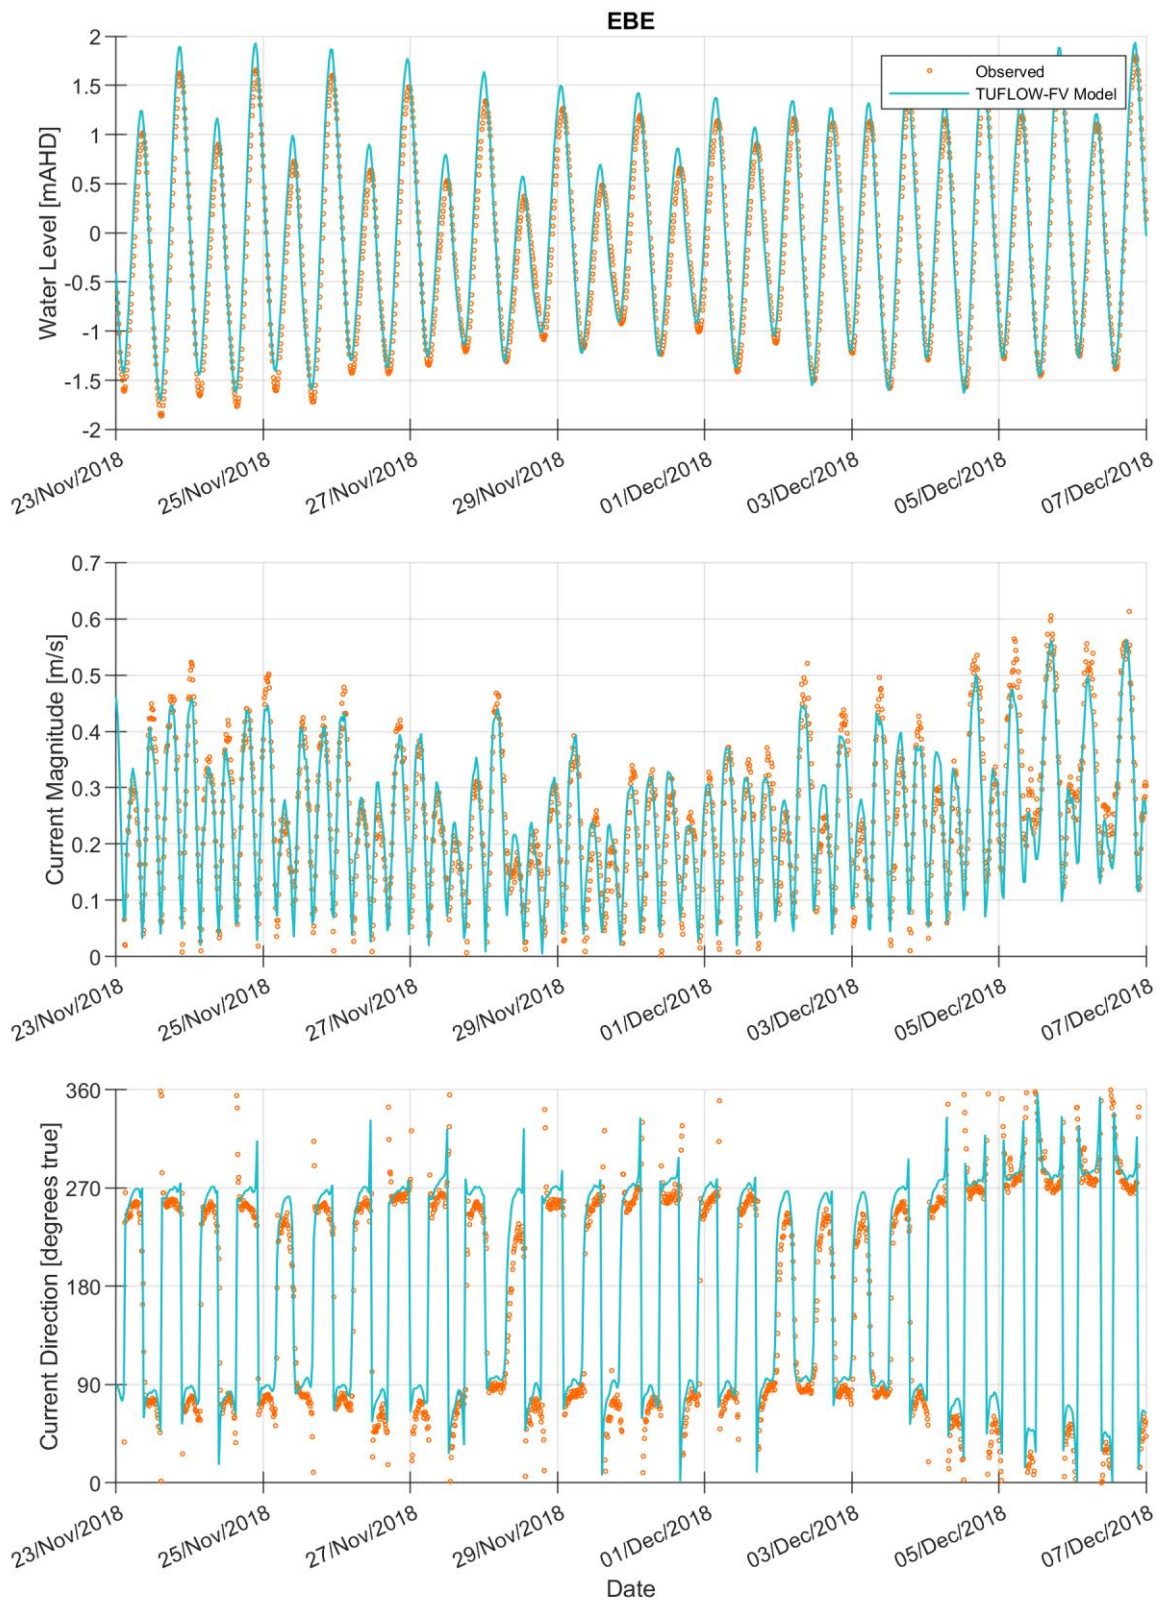 EBE
Water Level [mAHD]
2
1.5
1
0.5
0
-0.5
-1
-1.5
-2
Observed
TUFLOW-FV Model
23/Nov/2018
25/Nov/2018
27/Nov/2018
29/Nov/2018
01/Dec/2018
03/Dec/2018
05/Dec/2018
07/Dec/2018
Current Magnitude [m/s]
0.7
0.6
0.5
0.4
0.3
0.2
0.1
0
23/Nov/2018
25/Nov/2018
27/Nov/2018
29/Nov/2018
01/Dec/2018
03/Dec/2018
05/Dec/2018
07/Dec/2018
Current Direction [degrees true]
360
270
180
90
0
23/Nov/2018
25/Nov/2018
27/Nov/2018
29/Nov/2018
01/Dec/2018
03/Dec/2018
05/Dec/2018
07/Dec/2018
Date